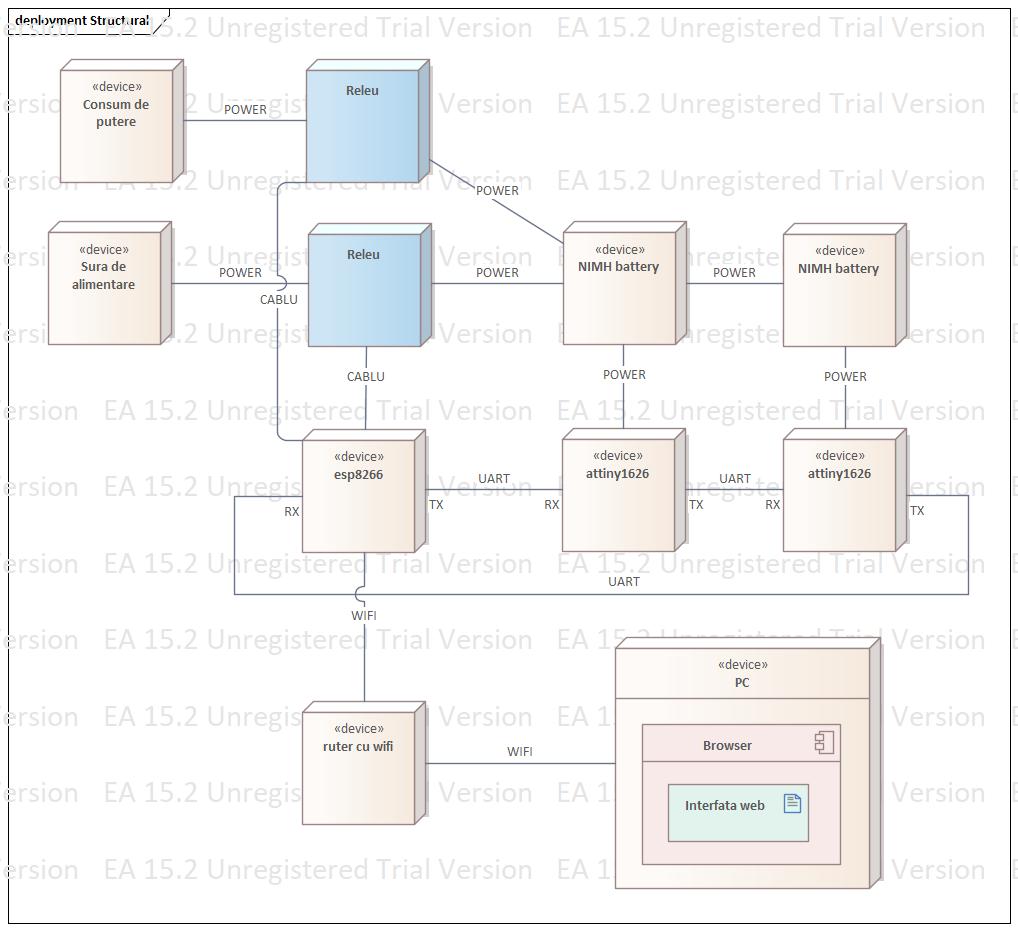 deployment Structural
EA 15.2 Unregistered Trial Version
«device»
Consum de
putere
POWER
Releu
POWER
«device»
Sura de
alimentare
POWER
CABLU
Releu
POWER
«device»
NIMH battery
POWER
«device»
NIMH battery
CABLU
POWER
POWER
«device»
esp8266
RX
TX
UART
RX
«device»
attiny1626
TX
UART
RX
«device»
attiny1626
TX
UART
WIFI
«device»
ruter cu wifi
WIFI
«device»
PC
Browser
Interfata web